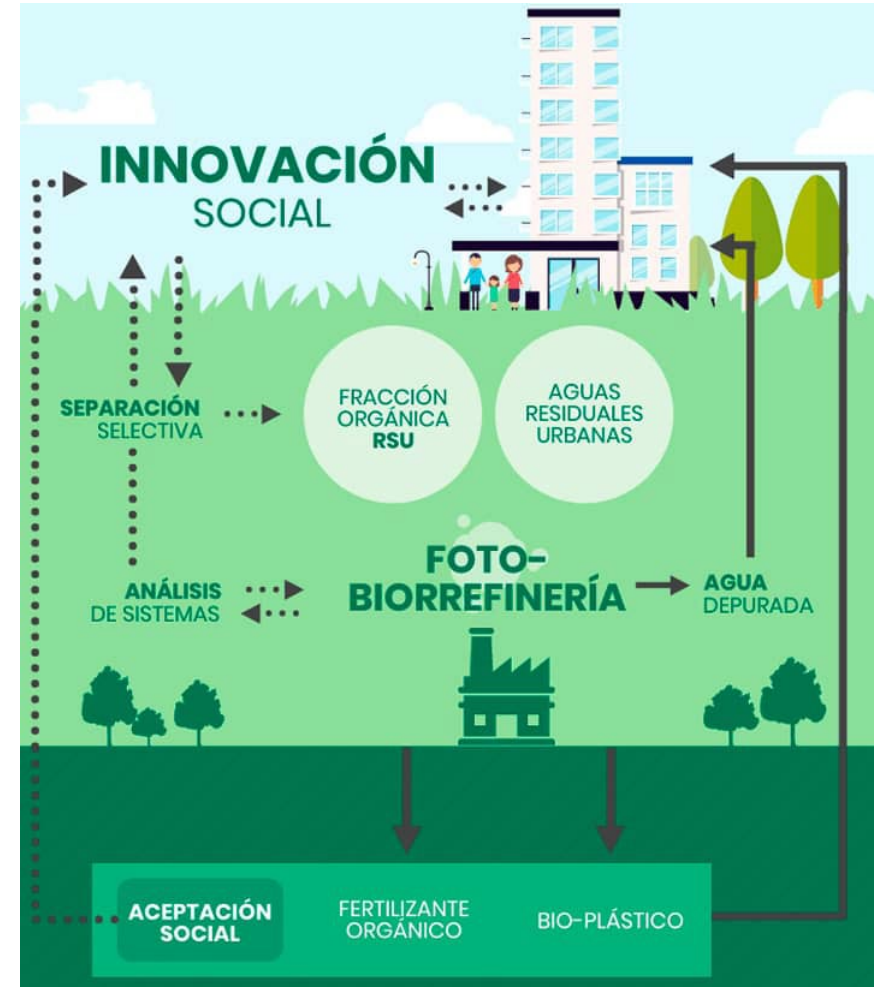 INNOVACIÓN
SOCIAL
SEPARACIÓN
SELECTIVA
FRACCIÓN
ORGÁNICA
RSU
AGUAS
RESIDUALES
URBANAS
ANÁLISIS
DE SISTEMAS
FOTO-
BIORREFINERÍA
AGUA
DEPURADA
ACEPTACIÓN
SOCIAL
FERTILIZANTE
ORGÁNICO
BIO-PLÁSTICO